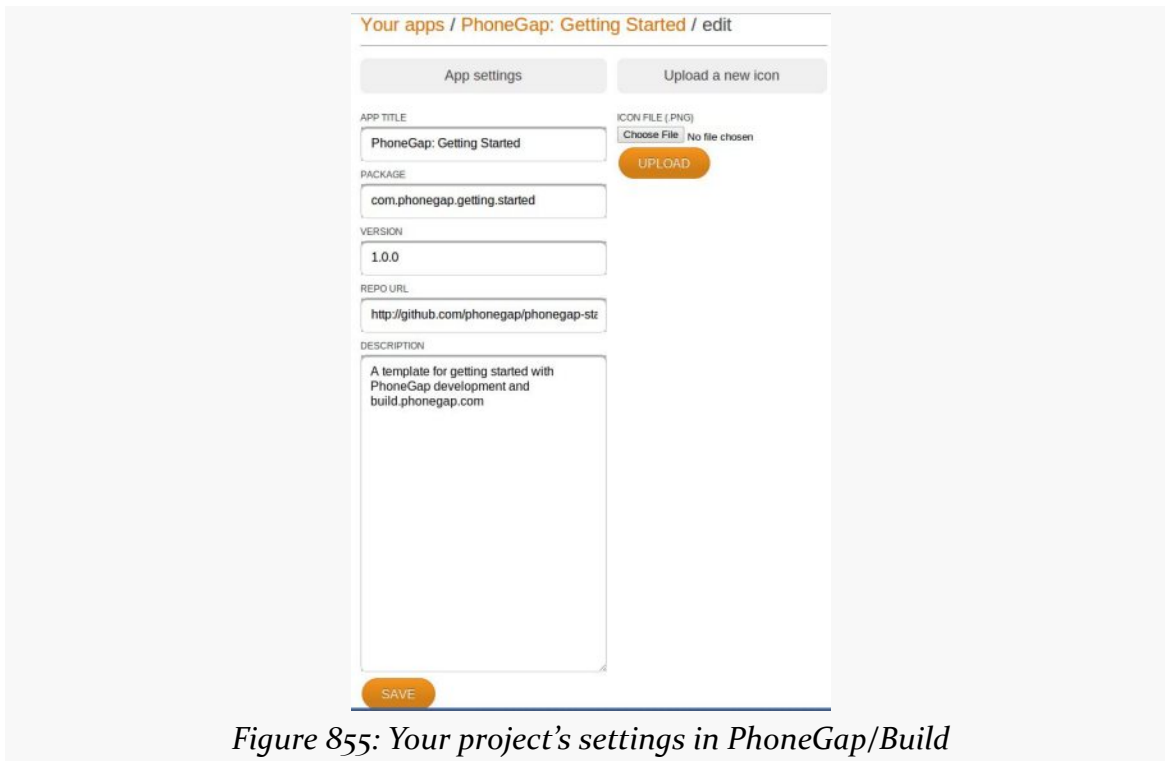 Your apps / PhoneGap: Getting Started / edit
App settings
Upload a new icon
APP TITLE
PhoneGap: Getting Started
PACKAGE
com.phonegap.getting.started
VERSION
1.0.0
REPO URL
http://github.com/phonegap/phonegap-sta
DESCRIPTION
A template for getting started with
PhoneGap development and
build.phonegap.com
SAVE
ICON FILE (.PNG)
Choose File No file chosen
UPLOAD
Figure 855: Your project's settings in PhoneGap/Build